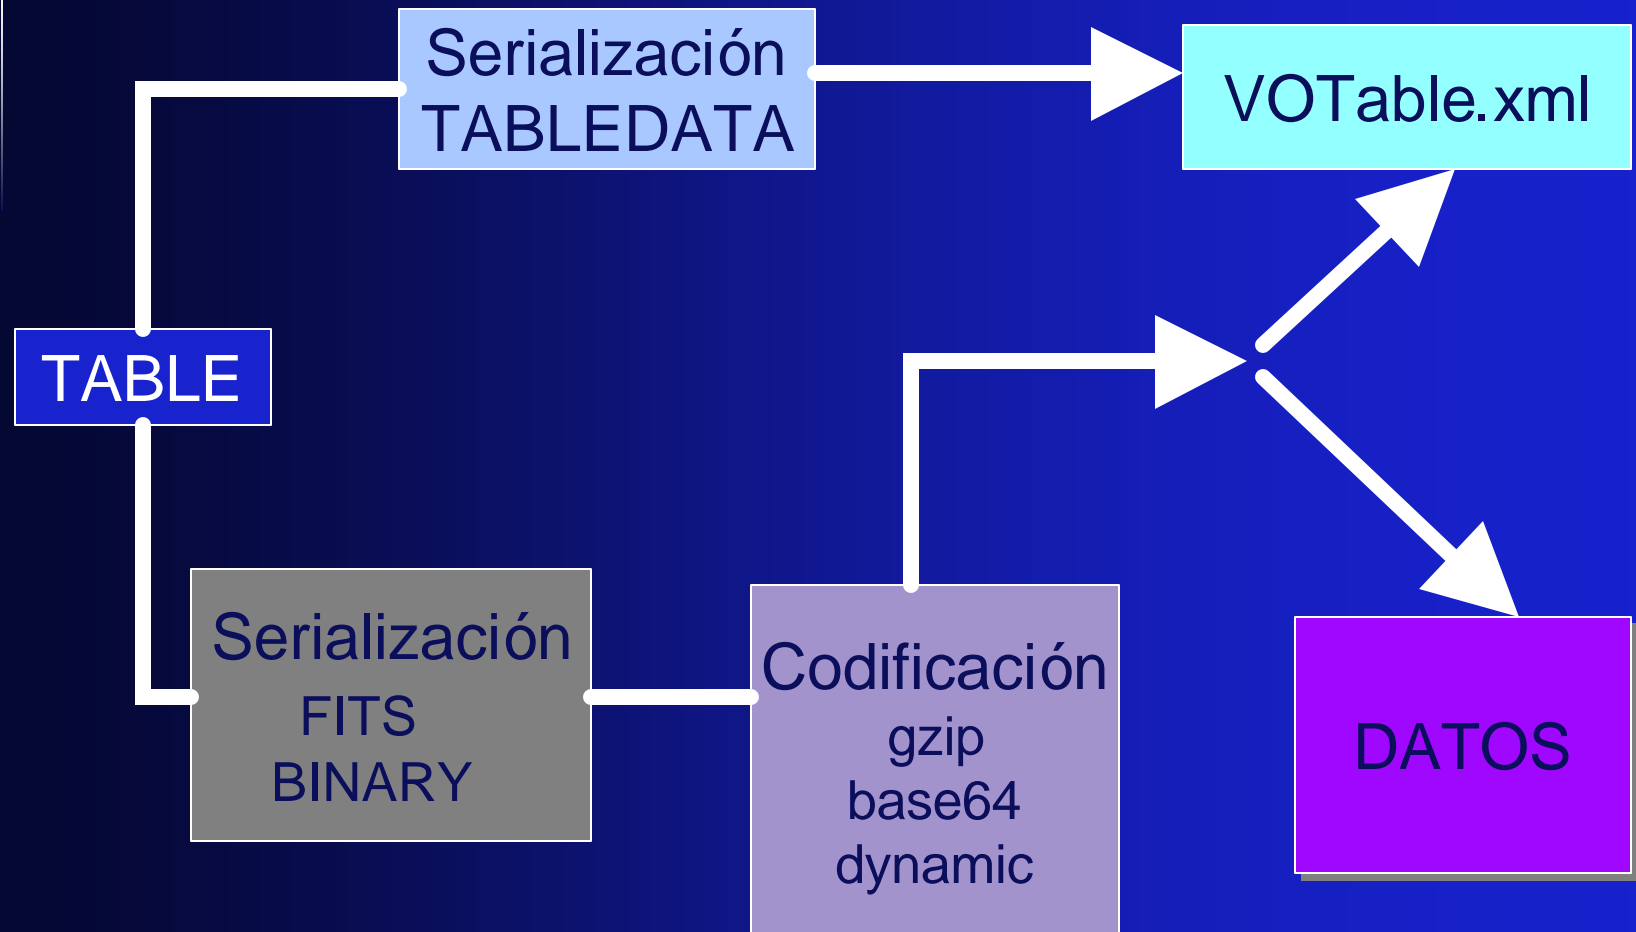 Serialización
TABLEDATA
VOTable.xml
TABLE
Serialización
FITS
BINARY
Codificación
gzip
base64
dynamic
DATOS